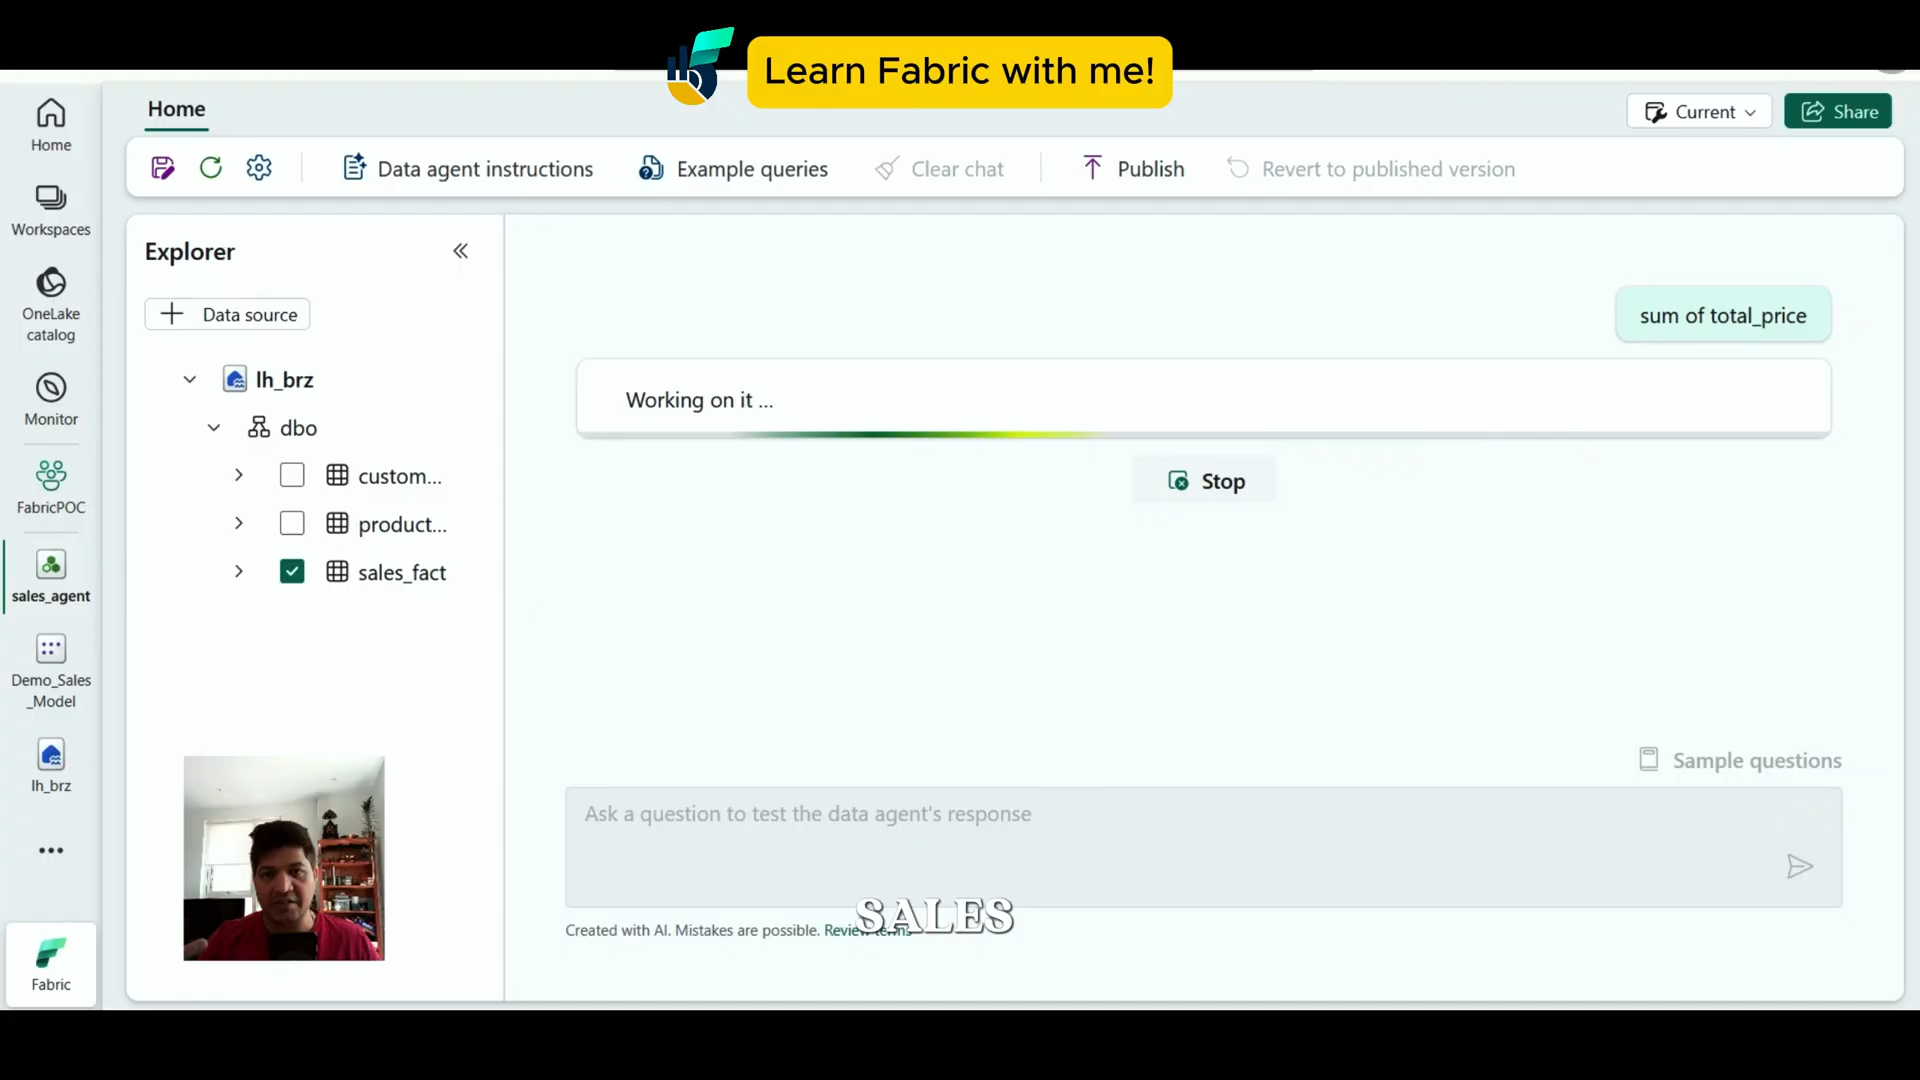 Learn Fabric with me!
Home
Current
Share
Home
Data agent instructions
Example queries
Clear chat
Publish
Revert to published version
Workspaces
OneLake
catalog
Monitor
FabricPOC
sales_agent
Demo_Sales
_Model
lh_brz
Fabric
Explorer
Data source
lh_brz
dbo
custom...
product...
sales_fact
sum of total_price
Working on it ...
Stop
Sample questions
Ask a question to test the data agent's response
SALES
Created with AI. Mistakes are possible. Review terms